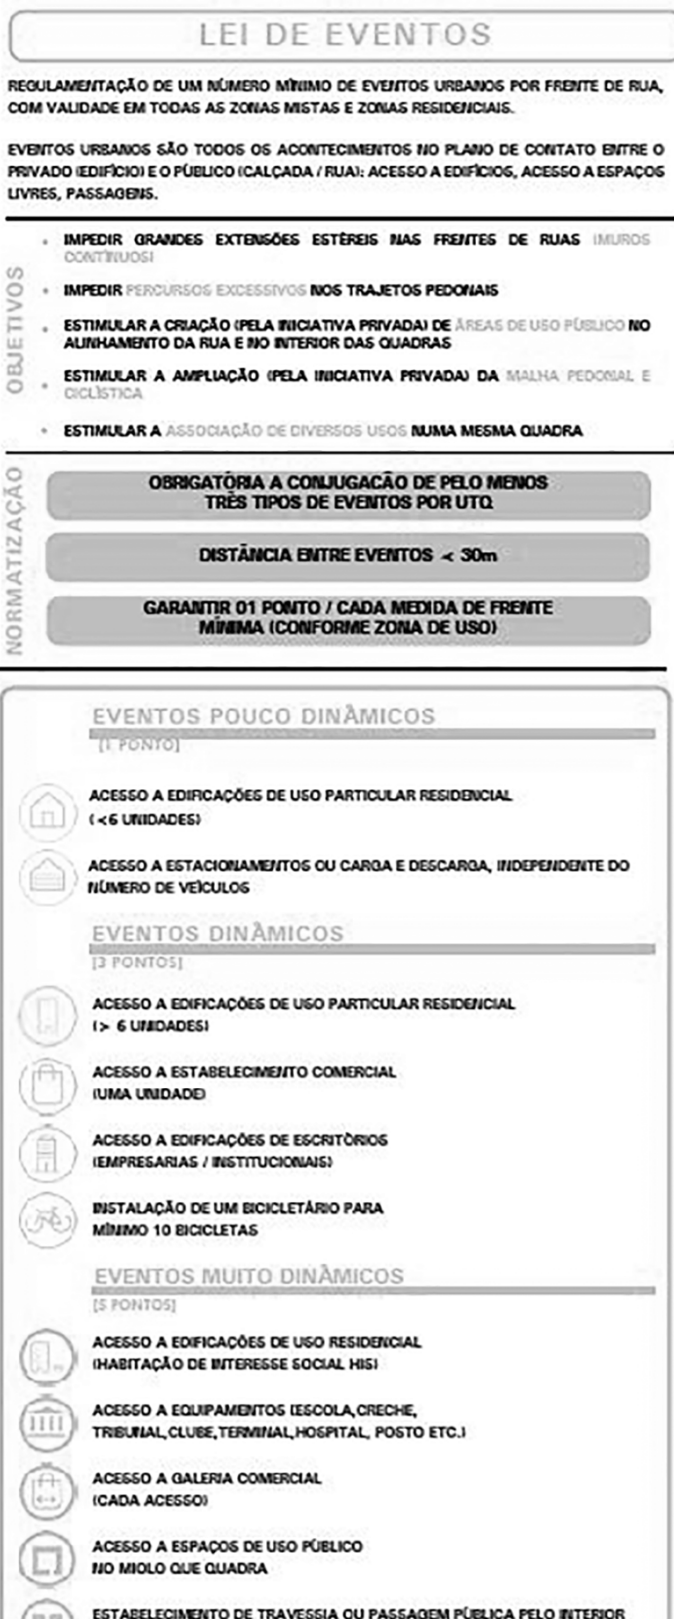 LEI DE EVENTOS
REGULAMENTAÇÃO DE UM NÚMERO MÍNIMO DE EVENTOS URBANOS POR FRENTE DE RUA,
COM VALIDADE EM TODAS AS ZONAS MISTAS E ZONAS RESIDENCIAIS.
EVENTOS URBANOS SÃO TODOS OS ACONTECIMENTOS NO PLANO DE CONTATO ENTRE O
PRIVADO (EDIFÍCIO) E O PÚBLICO (CALÇADA / RUA): ACESSO A EDIFÍCIOS, ACESSO A ESPAÇOS
LIVRES, PASSAGENS.
OBJETIVOS
• IMPEDIR GRANDES EXTENSÕES ESTÉREIS NAS FRENTES DE RUAS (MUROS
CONTÍNUOS)
• IMPEDIR PERCURSOS EXCESSIVOS NOS TRAJETOS PEDONAIS
• ESTIMULAR A CRIAÇÃO (PELA INICIATIVA PRIVADA) DE ÁREAS DE USO PÚBLICO NO
ALINHAMENTO DA RUA E NO INTERIOR DAS QUADRAS
• ESTIMULAR A AMPLIAÇÃO (PELA INICIATIVA PRIVADA) DA MALHA PEDONAL E
CICLÍSTICA
• ESTIMULAR A ASSOCIAÇÃO DE DIVERSOS USOS NUMA MESMA QUADRA
NORMATIZAÇÃO
OBRIGATÓRIA A CONJUGACÃO DE PELO MENOS
TRÊS TIPOS DE EVENTOS POR UTQ
DISTÂNCIA ENTRE EVENTOS < 30m
GARANTIR 01 PONTO / CADA MEDIDA DE FRENTE
MÍNIMA (CONFORME ZONA DE USO)
EVENTOS POUCO DINÂMICOS
[1 PONTO]
ACESSO A EDIFICAÇÕES DE USO PARTICULAR RESIDENCIAL
(<6 UNIDADES)
ACESSO A ESTACIONAMENTOS OU CARGA E DESCARGA, INDEPENDENTE DO
NÚMERO DE VEÍCULOS
EVENTOS DINÂMICOS
[3 PONTOS]
ACESSO A EDIFICAÇÕES DE USO PARTICULAR RESIDENCIAL
(> 6 UNIDADES)
ACESSO A ESTABELECIMENTO COMERCIAL
(UMA UNIDADE)
ACESSO A EDIFICAÇÕES DE ESCRITÓRIOS
(EMPRESARIAS / INSTITUCIONAIS)
INSTALAÇÃO DE UM BICICLETÁRIO PARA
MÍNIMO 10 BICICLETAS
EVENTOS MUITO DINÂMICOS
[5 PONTOS]
ACESSO A EDIFICAÇÕES DE USO RESIDENCIAL
(HABITAÇÃO DE INTERESSE SOCIAL HIS)
ACESSO A EQUIPAMENTOS (ESCOLA, CRECHE,
TRIBUNAL, CLUBE, TERMINAL, HOSPITAL, POSTO ETC.)
ACESSO A GALERIA COMERCIAL
(CADA ACESSO)
ACESSO A ESPAÇOS DE USO PÚBLICO
NO MIOLO QUE QUADRA
ESTABELECIMENTO DE TRAVESSIA OU PASSAGEM PÚBLICA PELO INTERIOR